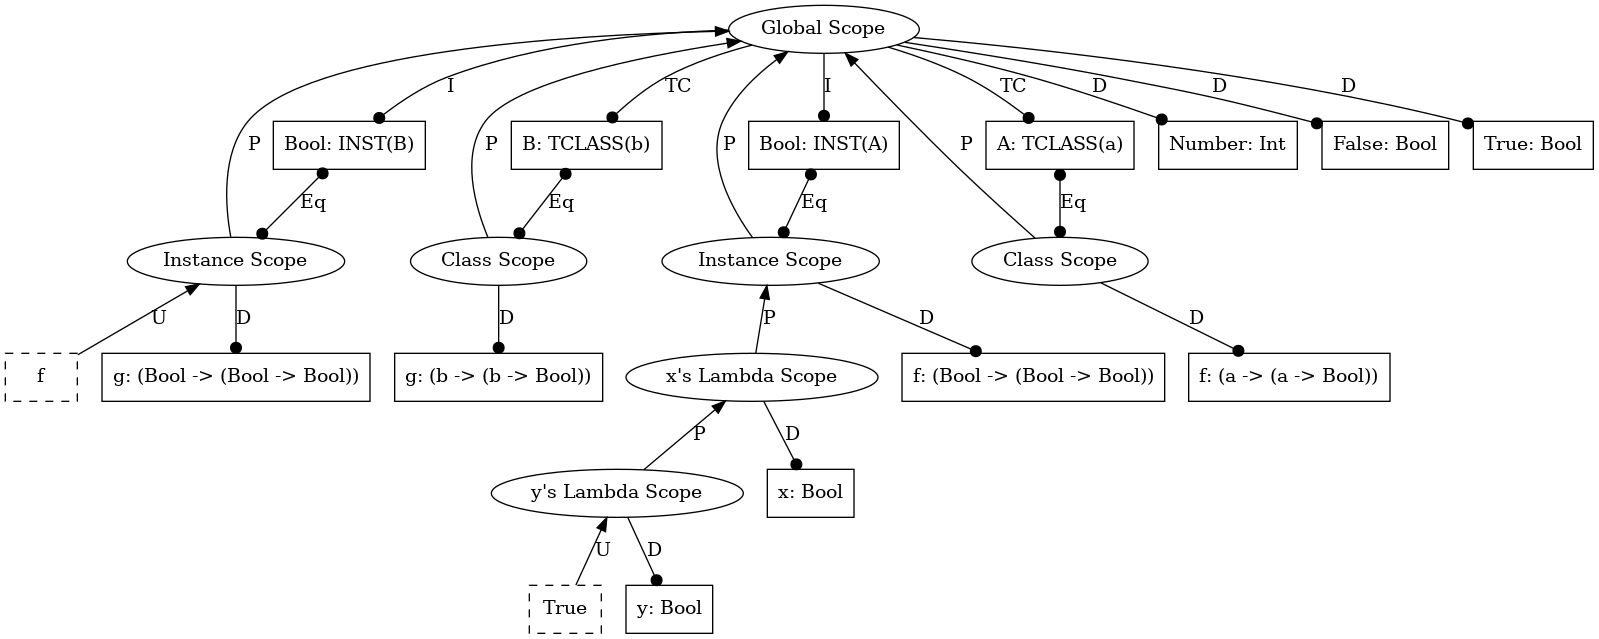 Global Scope
I
TC
I
TC
D
D
D
P
Bool: INST(B)
P
B: TCLASS(b)
P
Bool: INST(A)
P
A: TCLASS(a)
Number: Int
False: Bool
True: Bool
Eq
Eq
Eq
Eq
Instance Scope
Class Scope
Instance Scope
Class Scope
U
D
D
P
D
D
f
g: (Bool -> (Bool -> Bool))
g: (b -> (b -> Bool))
x's Lambda Scope
f: (Bool -> (Bool -> Bool))
f: (a -> (a -> Bool))
P
D
y's Lambda Scope
x: Bool
U
D
True
y: Bool